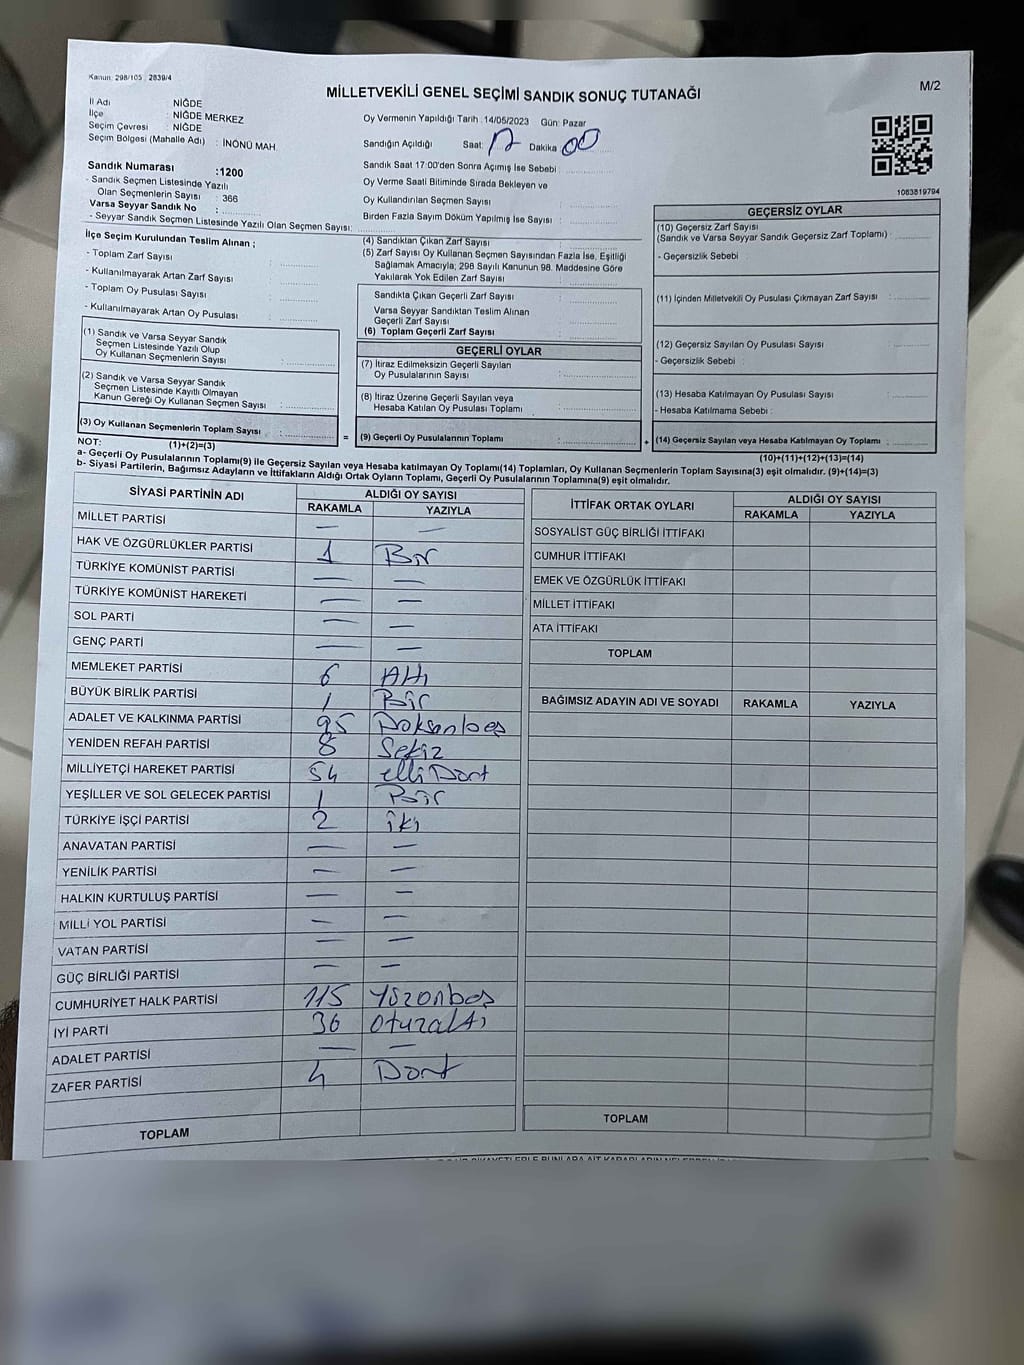 Kanun: 298/105 2839/4
MİLLETVEKİLİ GENEL SEÇİMİ SANDIK SONUÇ TUTANAĞI
M/2
İl Adı : NİĞDE
İlçe : NİĞDE MERKEZ
Seçim Çevresi : NİĞDE
Seçim Bölgesi (Mahalle Adı) : İNÖNÜ MAH.
Oy Vermenin Yapıldığı Tarih :14/05/2023 Gün: Pazar
Sandığın Açıldığı Saat: 17 Dakika 00
Sandık Numarası :1200
- Sandık Seçmen Listesinde Yazılı
Olan Seçmenlerin Sayısı : 366
Varsa Seyyar Sandık No :
- Seyyar Sandık Seçmen Listesinde Yazılı Olan Seçmen Sayısı:
Sandık Saat 17:00'den Sonra Açımış İse Sebebi :
Oy Verme Saati Bitiminde Sırada Bekleyen ve
Oy Kullandırılan Seçmen Sayısı :
Birden Fazla Sayım Döküm Yapılmış İse Sayısı :
1083819794
İlçe Seçim Kurulundan Teslim Alınan ;
- Toplam Zarf Sayısı :
- Kullanılmayarak Artan Zarf Sayısı :
- Toplam Oy Pusulası Sayısı :
- Kullanılmayarak Artan Oy Pusulası :
(1) Sandık ve Varsa Seyyar Sandık
Seçmen Listesinde Yazılı Olup
Oy Kullanan Seçmenlerin Sayısı :
(2) Sandık ve Varsa Seyyar Sandık
Seçmen Listesinde Kayıtlı Olmayan
Kanun Gereği Oy Kullanan Seçmen Sayısı :
(3) Oy Kullanan Seçmenlerin Toplam Sayısı :
(1)+(2)=(3)
(4) Sandıktan Çıkan Zarf Sayısı :
(5) Zarf Sayısı Oy Kullanan Seçmen Sayısından Fazla İse, Eşitliği
Sağlamak Amacıyla; 298 Sayılı Kanunun 98. Maddesine Göre
Yakılarak Yok Edilen Zarf Sayısı :
Sandıkta Çıkan Geçerli Zarf Sayısı :
Varsa Seyyar Sandıktan Teslim Alınan
Geçerli Zarf Sayısı :
(6) Toplam Geçerli Zarf Sayısı :
GEÇERLİ OYLAR
(7) İtiraz Edilmeksizin Geçerli Sayılan
Oy Pusulalarının Sayısı :
(8) İtiraz Üzerine Geçerli Sayılan veya
Hesaba Katılan Oy Pusulası Toplamı :
= (9) Geçerli Oy Pusulalarının Toplamı :
GEÇERSİZ OYLAR
(10) Geçersiz Zarf Sayısı
(Sandık ve Varsa Seyyar Sandık Geçersiz Zarf Toplamı) :
- Geçersizlik Sebebi :
(11) İçinden Milletvekili Oy Pusulası Çıkmayan Zarf Sayısı :
(12) Geçersiz Sayılan Oy Pusulası Sayısı :
- Geçersizlik Sebebi :
(13) Hesaba Katılmayan Oy Pusulası Sayısı :
- Hesaba Katılmama Sebebi :
+ (14) Geçersiz Sayılan veya Hesaba Katılmayan Oy Toplamı :
(10)+(11)+(12)+(13)=(14)
NOT:
a- Geçerli Oy Pusulalarının Toplamı(9) ile Geçersiz Sayılan veya Hesaba katılmayan Oy Toplamı(14) Toplamları, Oy Kullanan Seçmenlerin Toplam Sayısına(3) eşit olmalıdır. (9)+(14)=(3)
b- Siyasi Partilerin, Bağımsız Adayların ve İttifakların Aldığı Ortak Oyların Toplamı, Geçerli Oy Pusulalarının Toplamına(9) eşit olmalıdır.
SİYASİ PARTİNİN ADI ALDIĞI OY SAYISI
RAKAMLA YAZIYLA
MİLLET PARTİSİ — —
HAK VE ÖZGÜRLÜKLER PARTİSİ 1 Bir
TÜRKİYE KOMÜNİST PARTİSİ — —
TÜRKİYE KOMÜNİST HAREKETİ — —
SOL PARTİ — —
GENÇ PARTİ — —
MEMLEKET PARTİSİ 6 Altı
BÜYÜK BİRLİK PARTİSİ 1 Bir
ADALET VE KALKINMA PARTİSİ 95 Doksanbeş
YENİDEN REFAH PARTİSİ 8 Sekiz
MİLLİYETÇİ HAREKET PARTİSİ 54 elli Dört
YEŞİLLER VE SOL GELECEK PARTİSİ 1 Bir
TÜRKİYE İŞÇİ PARTİSİ 2 iki
ANAVATAN PARTİSİ — —
YENİLİK PARTİSİ — —
HALKIN KURTULUŞ PARTİSİ — —
MİLLİ YOL PARTİSİ — —
VATAN PARTİSİ — —
GÜÇ BİRLİĞİ PARTİSİ — —
CUMHURİYET HALK PARTİSİ 115 Yüzonbeş
İYİ PARTİ 36 Otuzaltı
ADALET PARTİSİ — —
ZAFER PARTİSİ 4 Dört
TOPLAM
İTTİFAK ORTAK OYLARI ALDIĞI OY SAYISI
RAKAMLA YAZIYLA
SOSYALİST GÜÇ BİRLİĞİ İTTİFAKI
CUMHUR İTTİFAKI
EMEK VE ÖZGÜRLÜK İTTİFAKI
MİLLET İTTİFAKI
ATA İTTİFAKI
TOPLAM
BAĞIMSIZ ADAYIN ADI VE SOYADI RAKAMLA YAZIYLA
TOPLAM